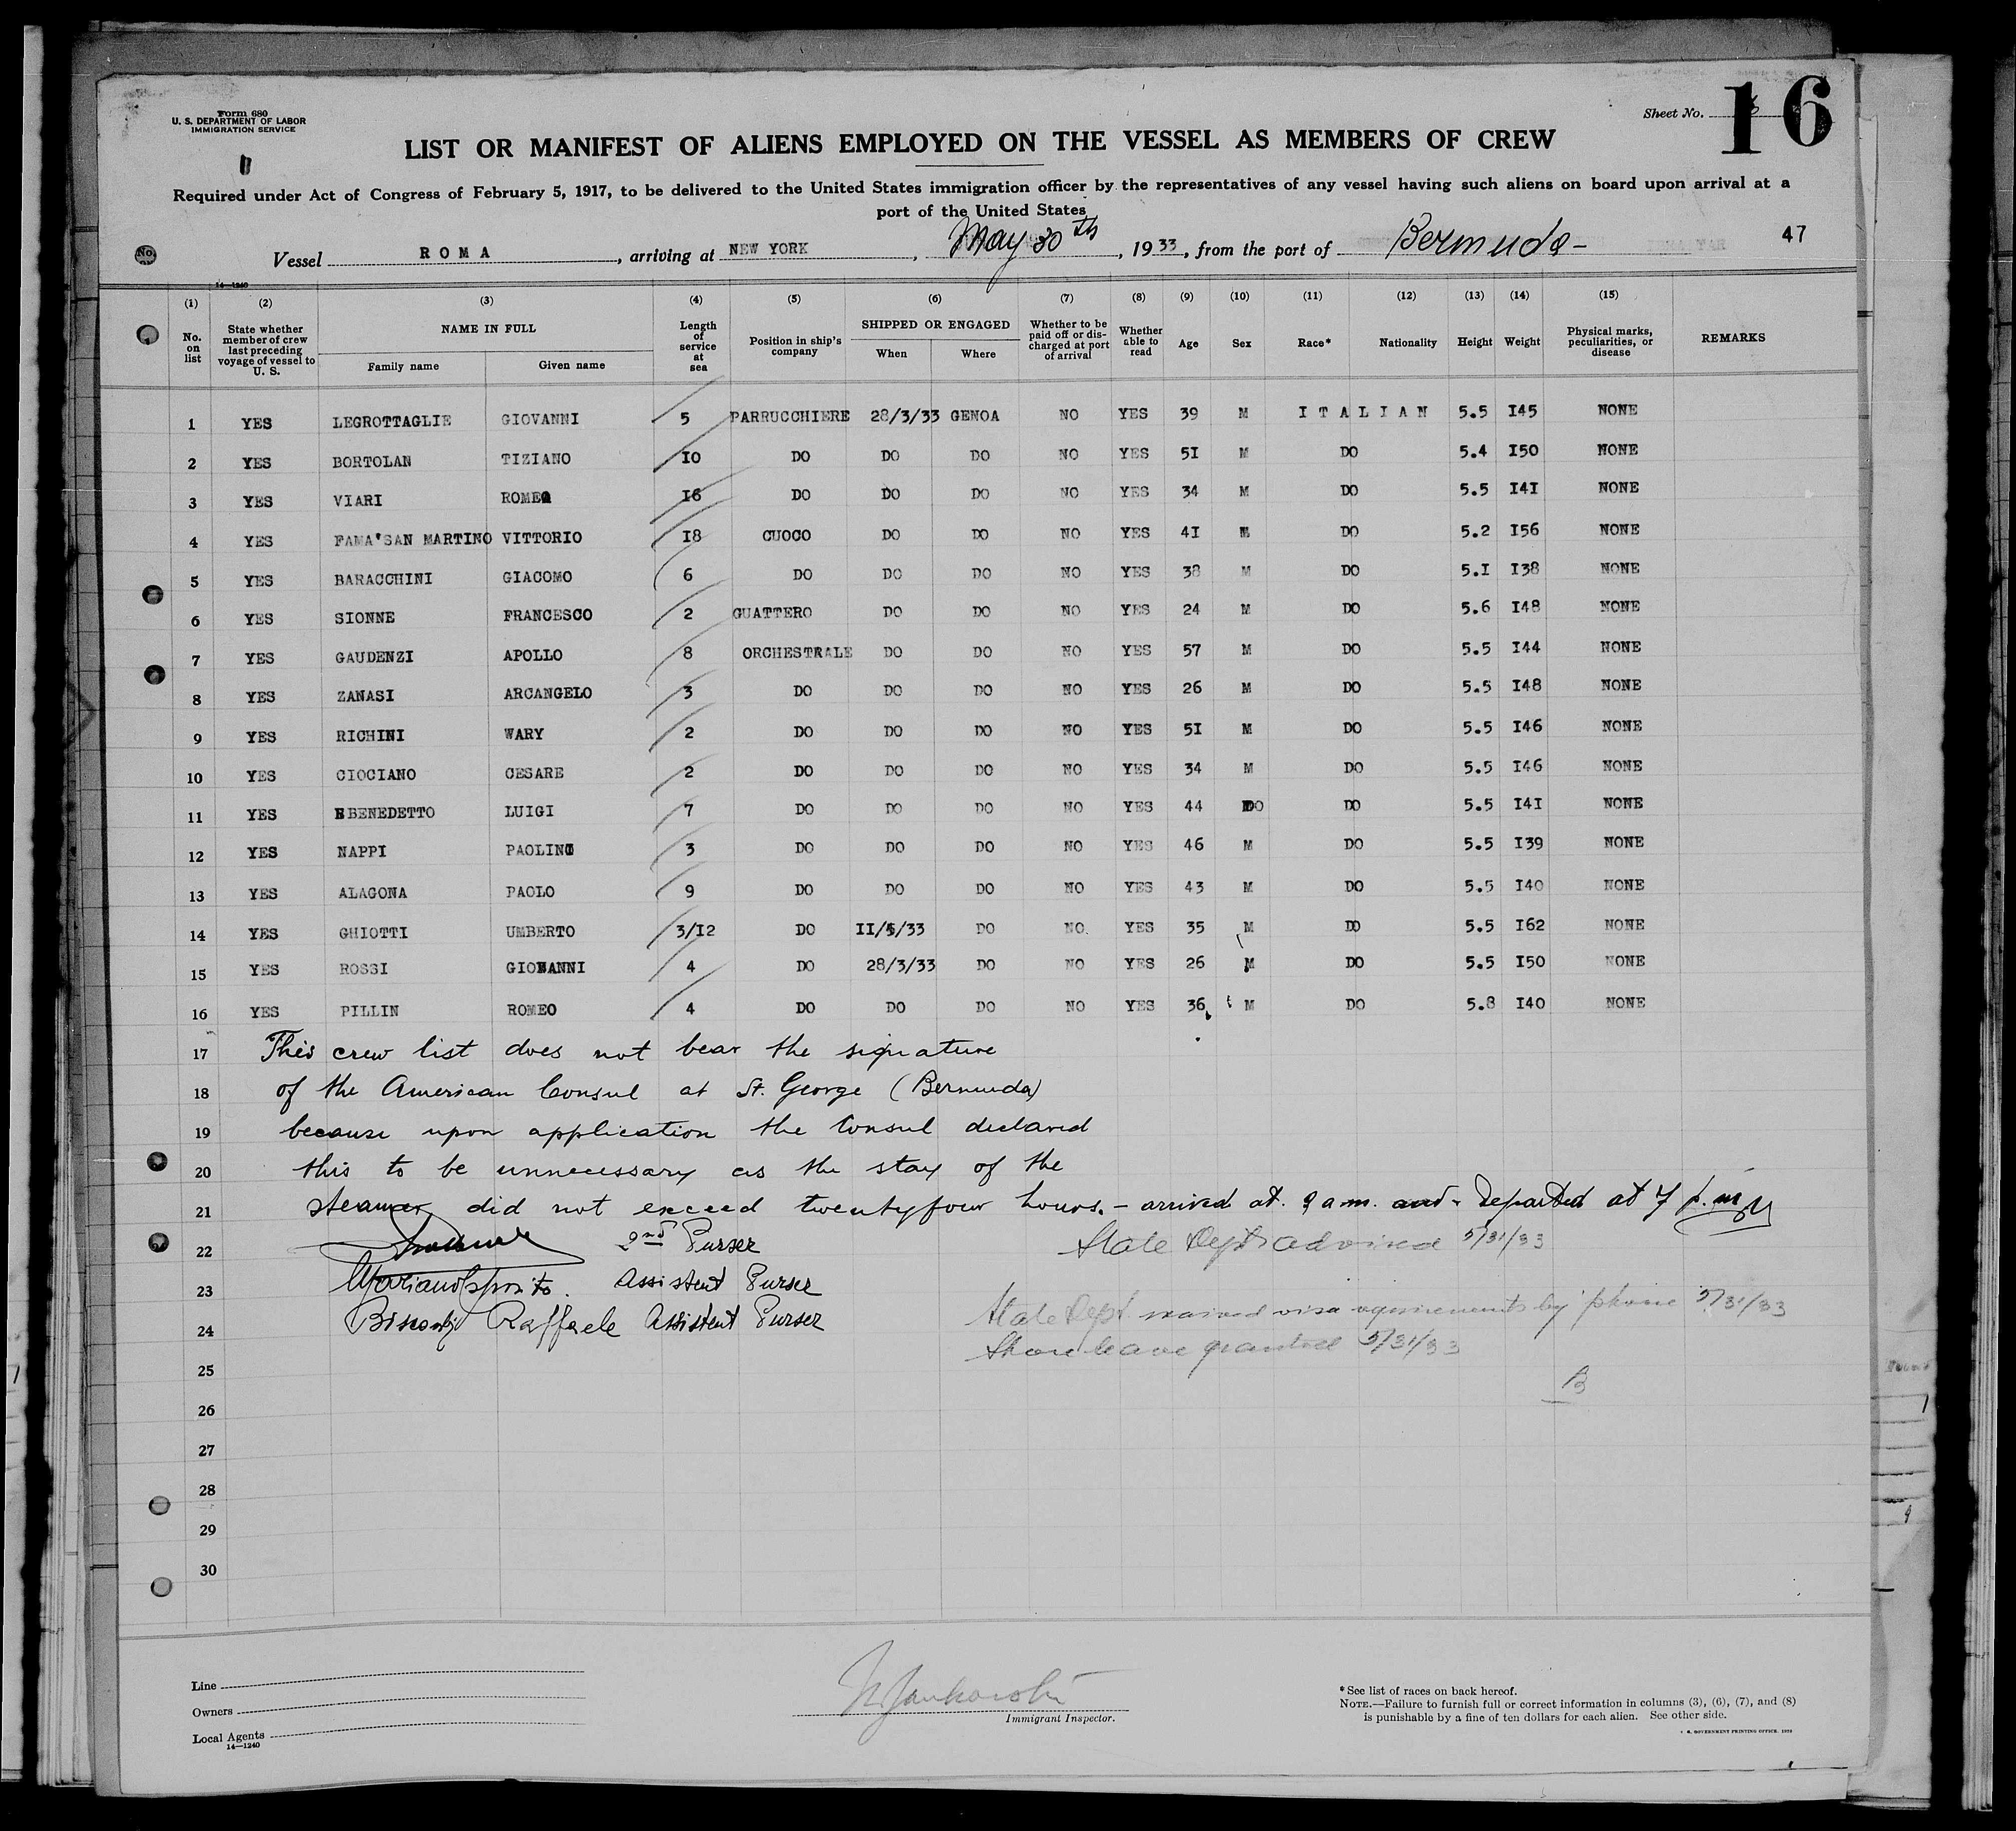 Form 680
U. S. DEPARTMENT OF LABOR
IMMIGRATION SERVICE
Sheet No. 16
LIST OR MANIFEST OF ALIENS EMPLOYED ON THE VESSEL AS MEMBERS OF CREW
Required under Act of Congress of February 5, 1917, to be delivered to the United States immigration officer by the representatives of any vessel having such aliens on board upon arrival at a
port of the United States
Vessel ROMA, arriving at NEW YORK, May 30th, 1933, from the port of Bermuda - 47
14—1240
(1) (2) (3) (4) (5) (6) (7) (8) (9) (10) (11) (12) (13) (14) (15)
No. on list State whether member of crew last preceding voyage of vessel to U. S. NAME IN FULL Family name Given name Length of service at sea Position in ship's company SHIPPED OR ENGAGED When Where Whether to be paid off or discharged at port of arrival Whether able to read Age Sex Race* Nationality Height Weight Physical marks, peculiarities, or disease REMARKS
1 YES LEGROTTAGLIE GIOVANNI 5 PARRUCCHIERE 28/3/33 GENOA NO YES 39 M ITALIAN 5.5 I45 NONE
2 YES BORTOLAN TIZIANO IO DO DO DO NO YES 5I M DO 5.4 I50 NONE
3 YES VIARI ROMEO I6 DO DO DO NO YES 34 M DO 5.5 I4I NONE
4 YES FAMA'SAN MARTINO VITTORIO I8 CUOCO DO DO NO YES 4I M DO 5.2 I56 NONE
5 YES BARACCHINI GIACOMO 6 DO DO DO NO YES 38 M DO 5.I I38 NONE
6 YES SIONNE FRANCESCO 2 GUATTERO DO DO NO YES 24 M DO 5.6 I48 NONE
7 YES GAUDENZI APOLLO 8 ORCHESTRALE DO DO NO YES 57 M DO 5.5 I44 NONE
8 YES ZANASI ARCANGELO 3 DO DO DO NO YES 26 M DO 5.5 I48 NONE
9 YES RICHINI WARY 2 DO DO DO NO YES 5I M DO 5.5 I46 NONE
10 YES CIOCIANO CESARE 2 DO DO DO NO YES 34 M DO 5.5 I46 NONE
11 YES BENEDETTO LUIGI 7 DO DO DO NO YES 44 DO DO 5.5 I4I NONE
12 YES NAPPI PAOLINO 3 DO DO DO NO YES 46 M DO 5.5 I39 NONE
13 YES ALAGONA PAOLO 9 DO DO DO NO YES 43 M DO 5.5 I40 NONE
14 YES GHIOTTI UMBERTO 3/I2 DO II/5/33 DO NO. YES 35 M DO 5.5 I62 NONE
15 YES ROSSI GIOVANNI 4 DO 28/3/33 DO NO YES 26 M DO 5.5 I50 NONE
16 YES PILLIN ROMEO 4 DO DO DO NO YES 36 M DO 5.8 I40 NONE
17 This crew list does not bear the signature
18 of the American Consul at St. George (Bermuda)
19 because upon application the Consul declared
20 this to be unnecessary as the stay of the
21 steamer did not exceed twentyfour hours. - arrived at 9 a.m. and - departed at 7 p.m.
22 2nd Purser State Dept advised 5/31/33
23 Assistent Purser
24 Raffaele Assistent Purser State Dept. waived visa requirements by phone 5/31/33
Shore leave granted 5/31/33
25 B
26
27
28
29
30
Line
Owners
Local Agents
14—1240
Immigrant Inspector.
* See list of races on back hereof.
NOTE.—Failure to furnish full or correct information in columns (3), (6), (7), and (8)
is punishable by a fine of ten dollars for each alien. See other side.